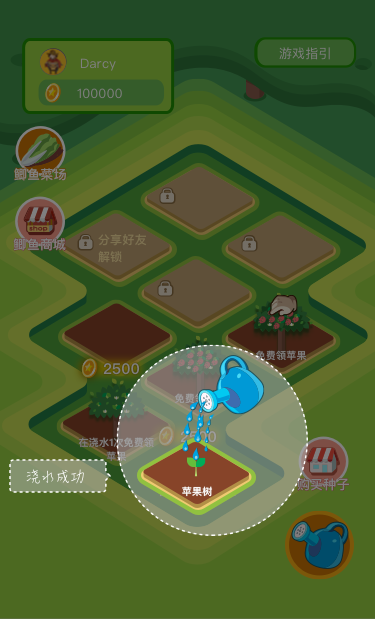 Darcy
游戏指引
100000
鲫鱼菜场
shop
鲫鱼商城
分享好友
解锁
免费领苹果
2500
免费
在浇水1次免费领
苹果
浇水成功
苹果树
购买种子